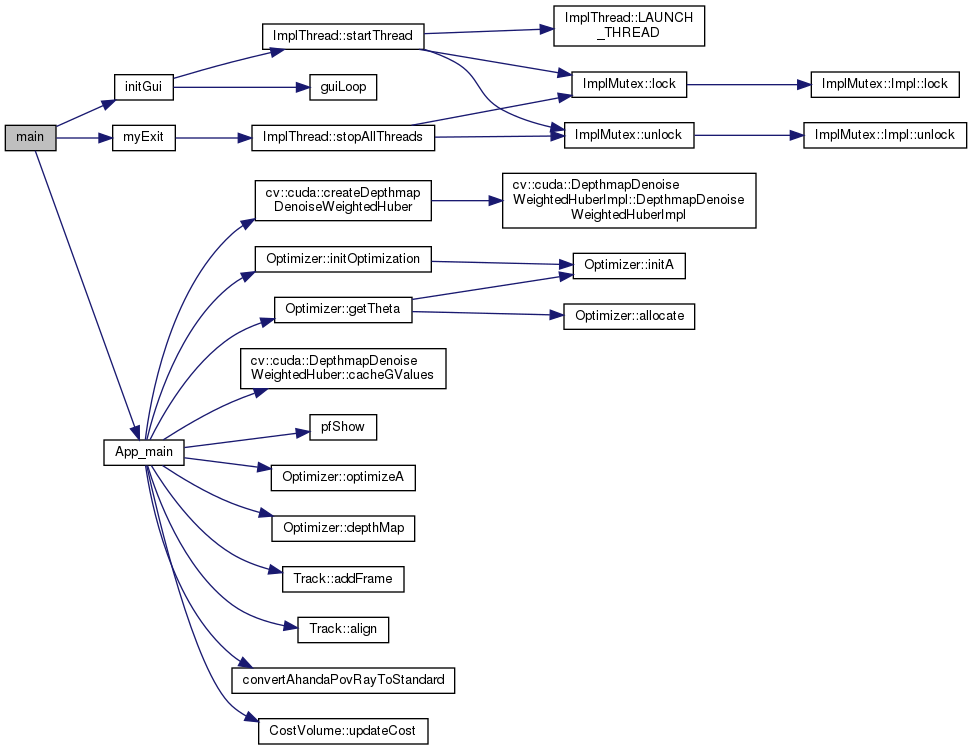 ImplThread::LAUNCH
_THREAD
ImplThread::startThread
initGui
guiLoop
ImplMutex::lock
ImplMutex::Impl::lock
main
myExit
ImplThread::stopAllThreads
ImplMutex::unlock
ImplMutex::Impl::unlock
cv::cuda::createDepthmap
DenoiseWeightedHuber
cv::cuda::DepthmapDenoise
WeightedHuberImpl::DepthmapDenoise
WeightedHuberImpl
Optimizer::initOptimization
Optimizer::initA
Optimizer::getTheta
Optimizer::allocate
cv::cuda::DepthmapDenoise
WeightedHuber::cacheGValues
pfShow
App_main
Optimizer::optimizeA
Optimizer::depthMap
Track::addFrame
Track::align
convertAhandaPovRayToStandard
CostVolume::updateCost